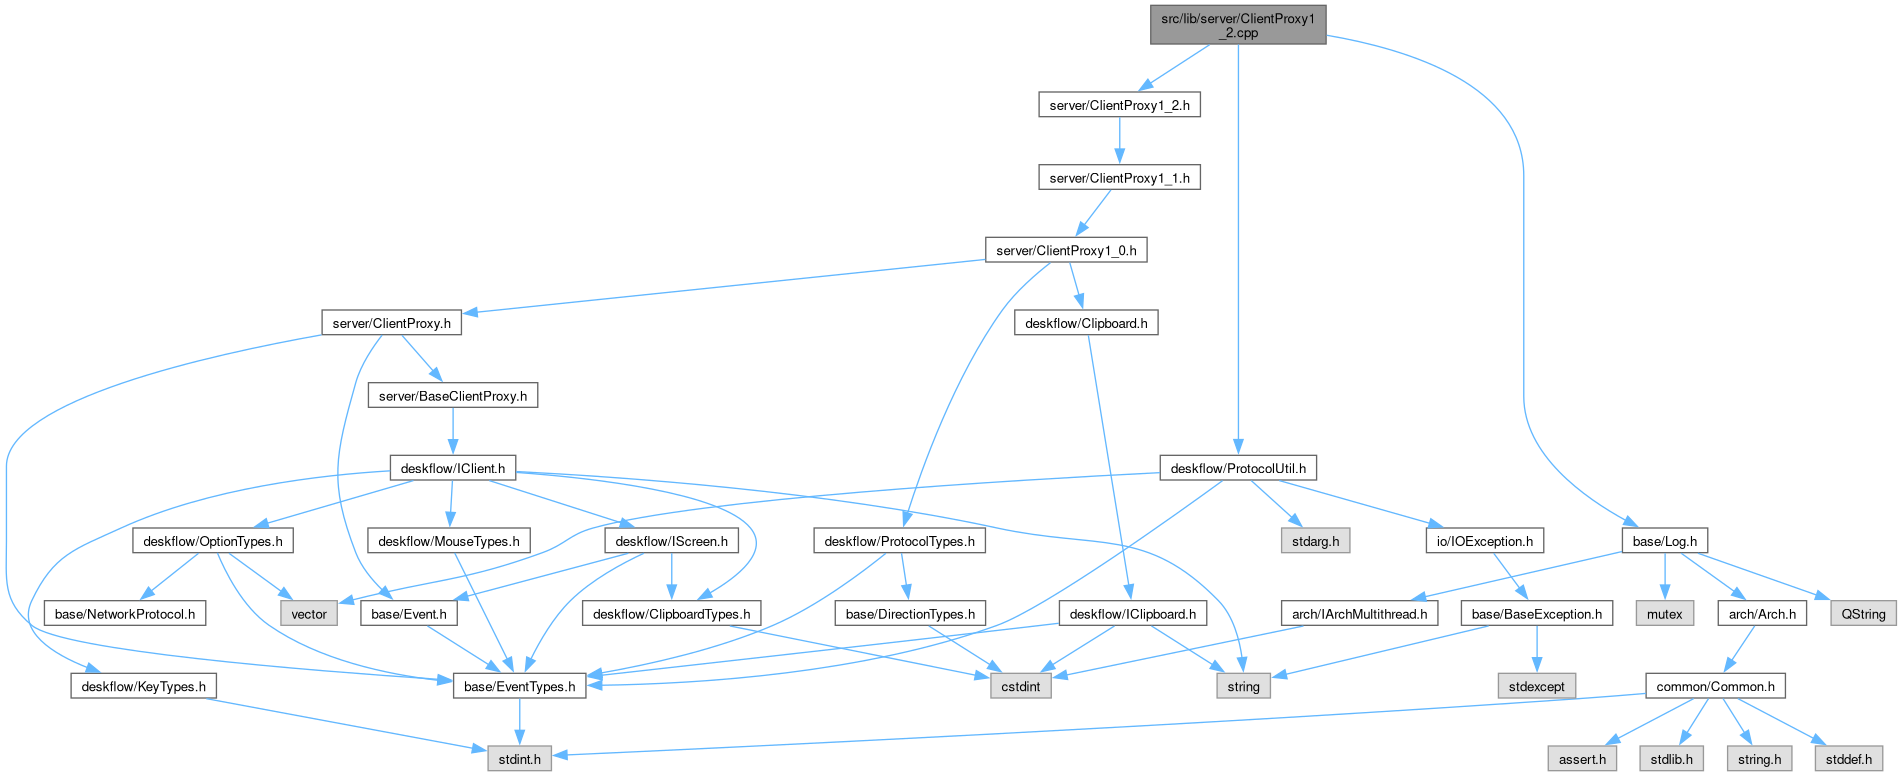 src/lib/server/ClientProxy1
_2.cpp
server/ClientProxy1_2.h
server/ClientProxy1_1.h
server/ClientProxy1_0.h
server/ClientProxy.h
deskflow/Clipboard.h
server/BaseClientProxy.h
deskflow/IClient.h
deskflow/ProtocolUtil.h
deskflow/OptionTypes.h
deskflow/MouseTypes.h
deskflow/IScreen.h
deskflow/ProtocolTypes.h
stdarg.h
io/IOException.h
base/Log.h
base/NetworkProtocol.h
vector
base/Event.h
deskflow/ClipboardTypes.h
base/DirectionTypes.h
deskflow/IClipboard.h
arch/IArchMultithread.h
base/BaseException.h
mutex
arch/Arch.h
QString
deskflow/KeyTypes.h
base/EventTypes.h
cstdint
string
stdexcept
common/Common.h
stdint.h
assert.h
stdlib.h
string.h
stddef.h